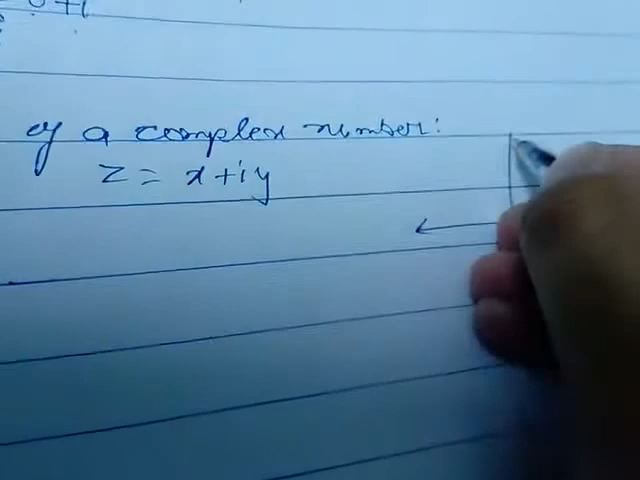 of a complex number:
z = x+iy